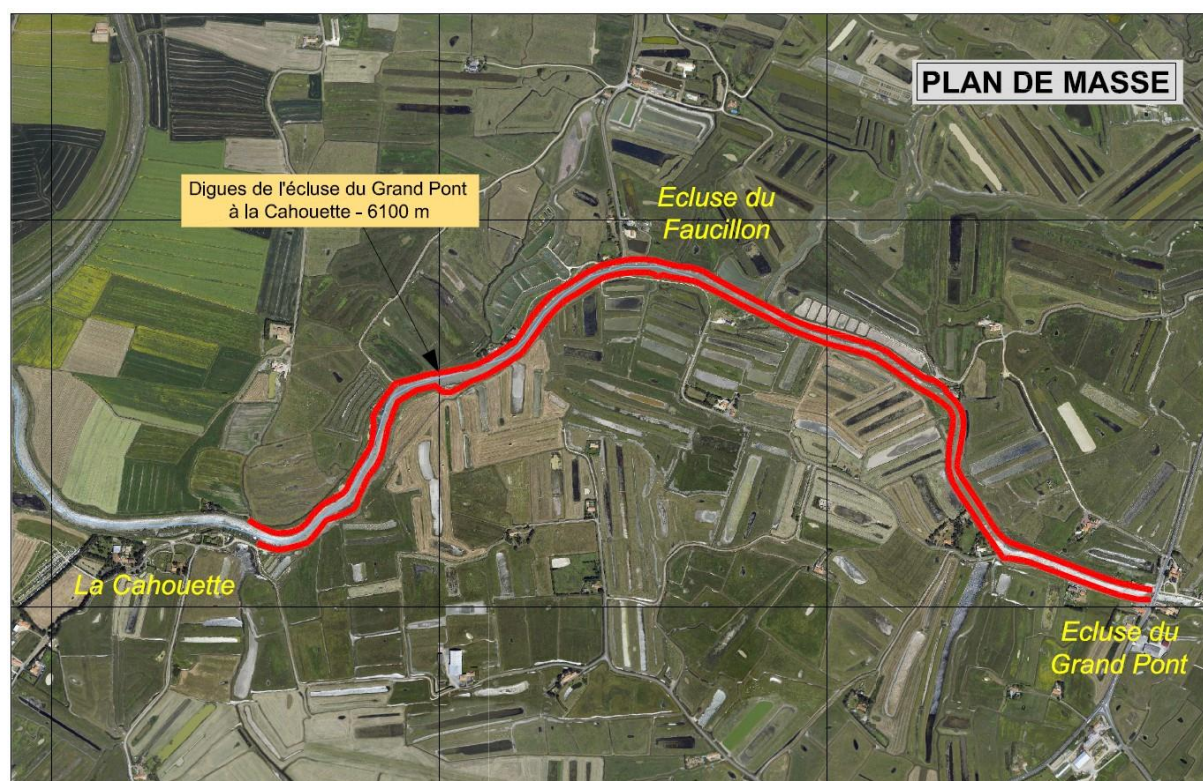 PLAN DE MASSE
Digues de l'écluse du Grand Pont
à la Cahouette - 6100 m
Ecluse du
Faucillon
La Cahouette
Ecluse du
Grand Pont